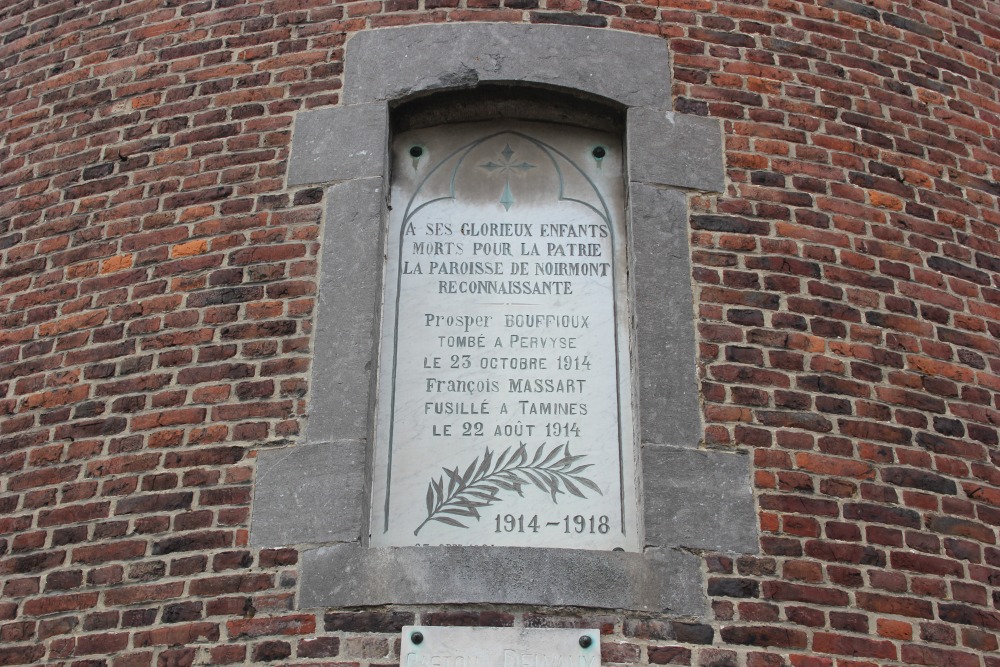 A SES GLORIEUX ENFANTS
MORTS POUR LA PATRIE
LA PAROISSE DE NOIRMONT
RECONNAISSANTE
Prosper BOUFFIOUX
TOMBÉ A PERVYSE
LE 23 OCTOBRE 1914
François MASSART
FUSILLÉ A TAMINES
LE 22 AOÛT 1914
1914-1918